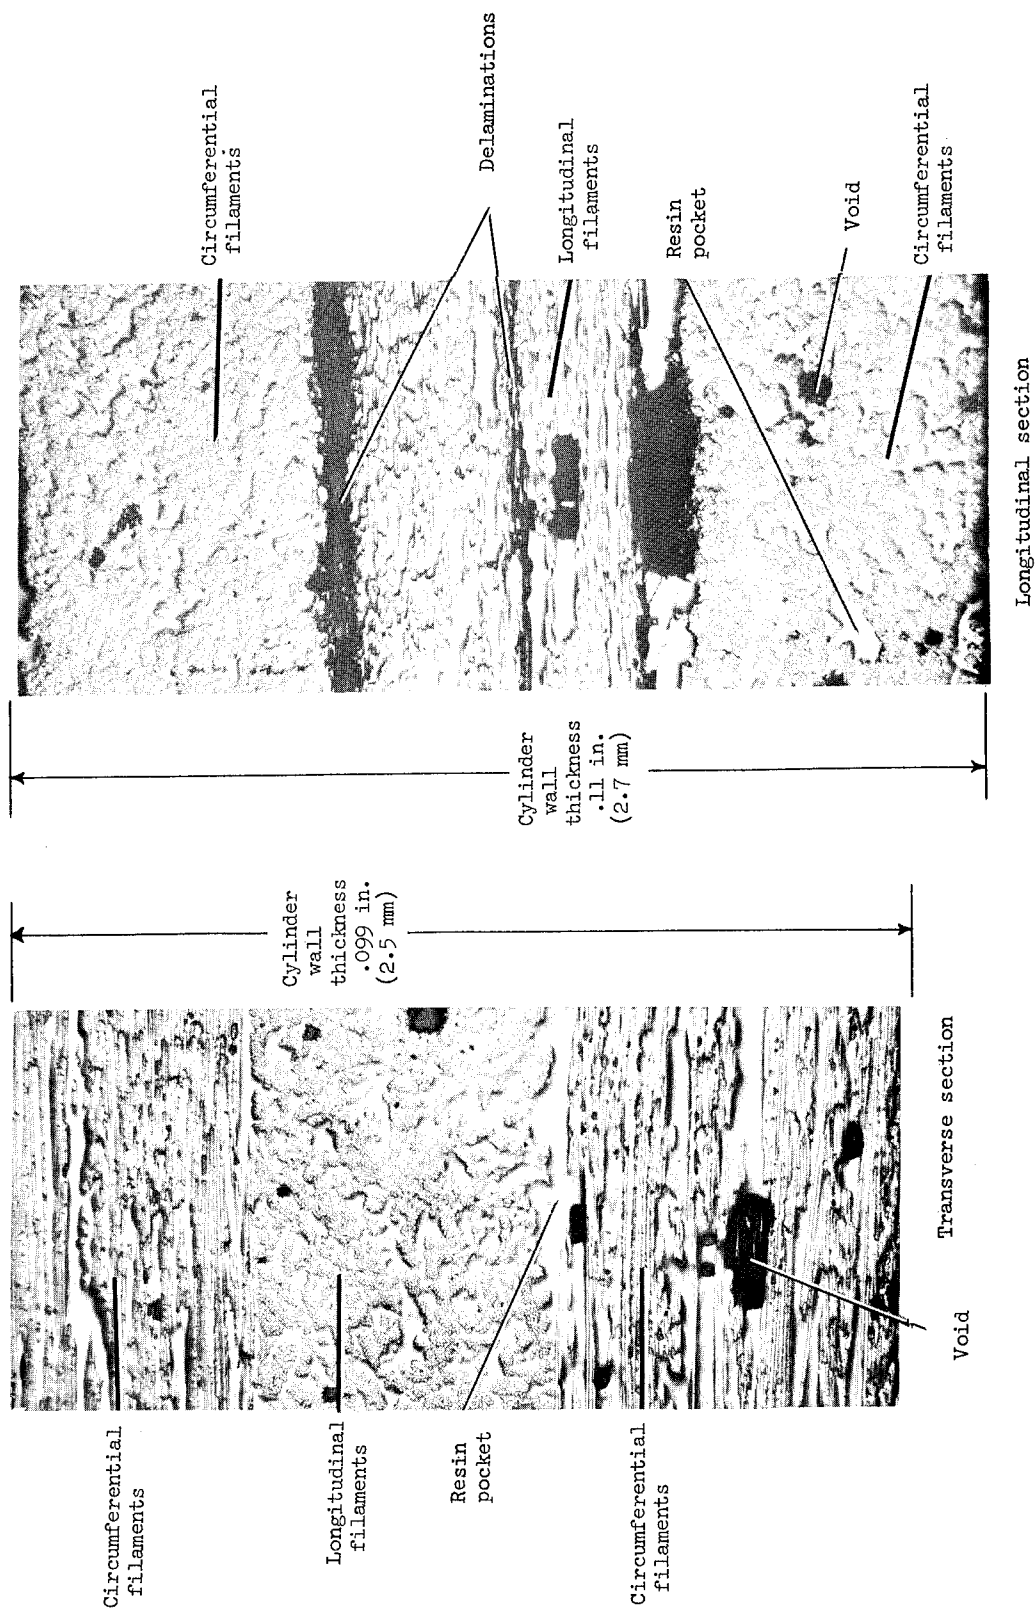 Circumferential
filaments
Longitudinal
filaments
Resin
pocket
Circumferential
filaments
Void
Transverse section
Cylinder
wall
thickness
.099 in.
(2.5 mm)
Cylinder
wall
thickness
.11 in.
(2.7 mm)
Circumferential
filaments
Delaminations
Longitudinal
filaments
Resin
pocket
Void
Circumferential
filaments
Longitudinal section